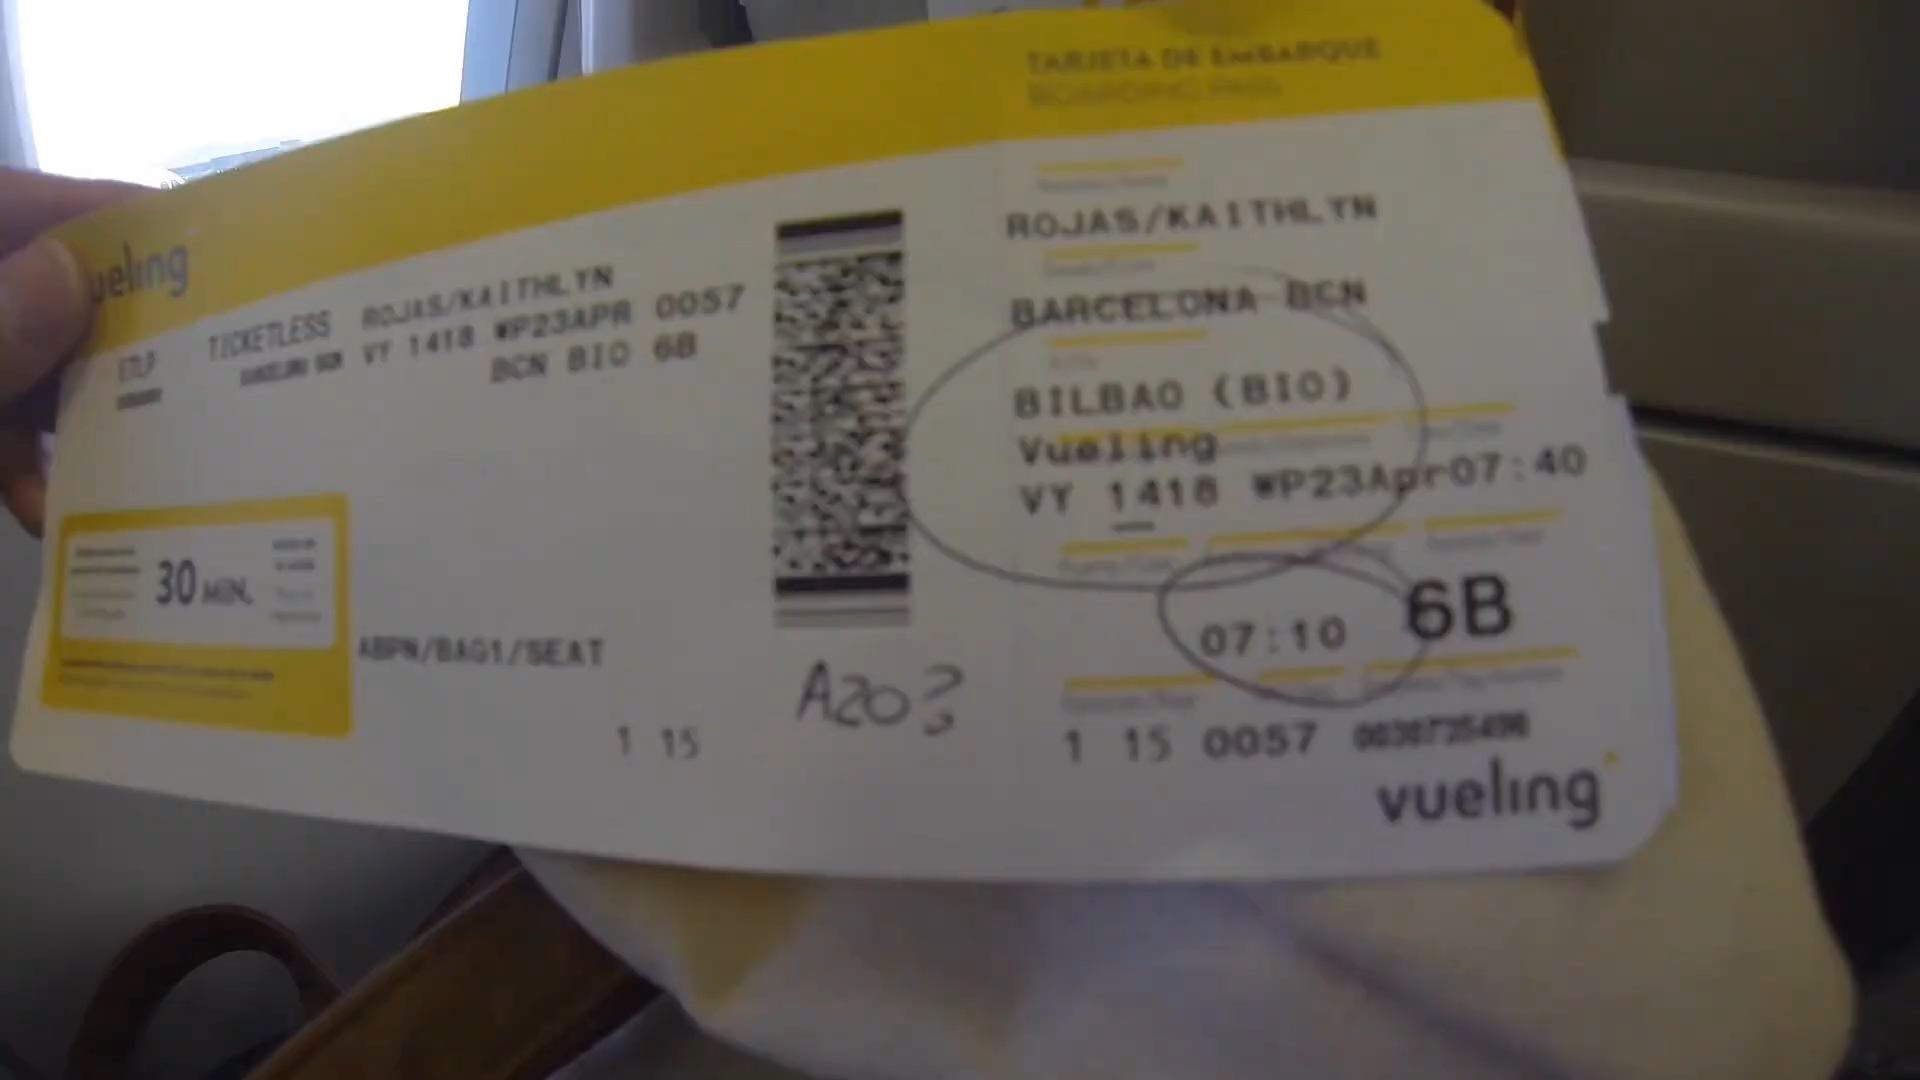 TARJETA DE EMBARQUE
BOARDING PASS
ueling
ETLP
TICKETLESS
ROJAS/KAITHLYN
VY 1418 WP23APR 0057
BCN BIO 6B
30 MIN.
ABPN/BAG1/SEAT
1 15
A20?
ROJAS/KAITHLYN
BARCELONA BCN
BILBAO (BIO)
Vueling
VY 1418 WP23Apr07:40
07:10 6B
1 15 0057
vueling